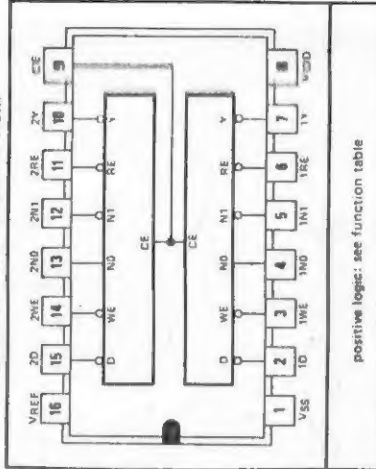 VREF 2D 2WE 2N0 2N1 2RE 2Y CE
16 15 14 13 12 11 10 9
D WE N0 N1 RE Y
CE
CE
D WE N0 N1 RE Y
1 2 3 4 5 6 7 8
VSS 1D 1WE 1N0 1N1 1RE 1Y VDD
positive logic: see function table